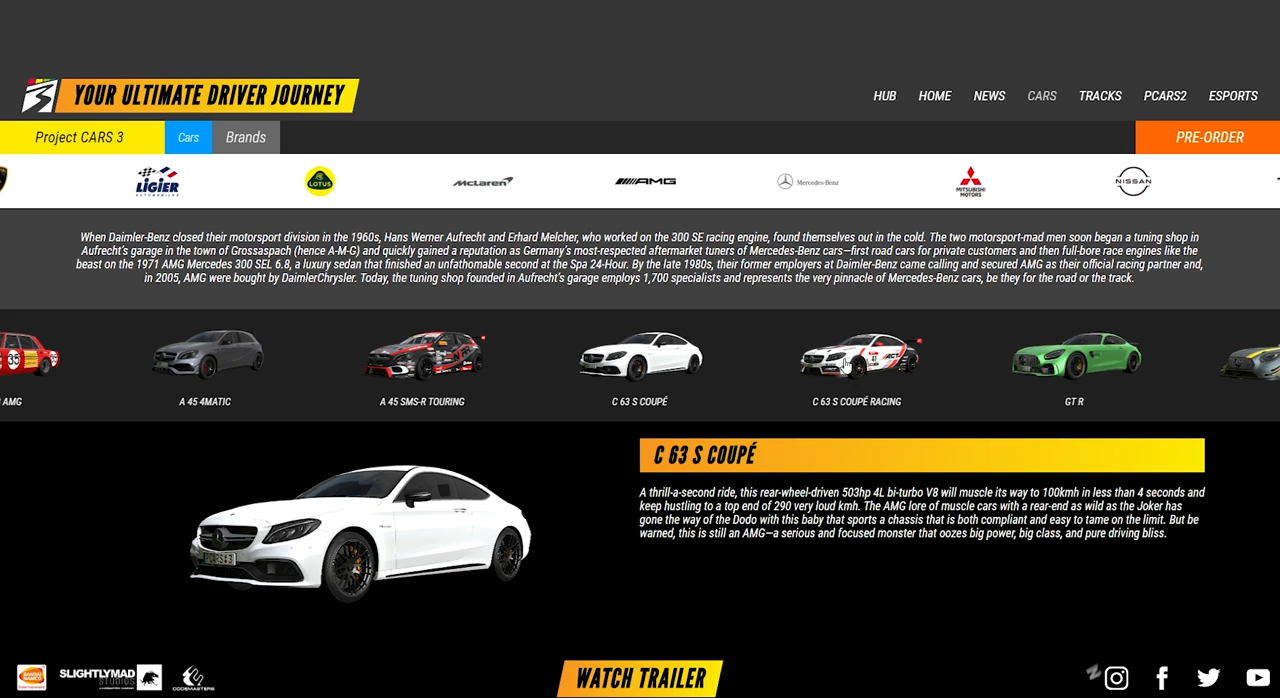 YOUR ULTIMATE DRIVER JOURNEY
HUB HOME NEWS CARS TRACKS PCARS2 ESPORTS
Project CARS 3 Cars Brands PRE-ORDER
LIGIER LOTUS McLaren AMG Mercedes-Benz MITSUBISHI MOTORS NISSAN
AUTOMOBILES
When Daimler-Benz closed their motorsport division in the 1960s, Hans Werner Aufrecht and Erhard Melcher, who worked on the 300 SE racing engine, found themselves out in the cold. The two motorsport-mad men soon began a tuning shop in
Aufrecht's garage in the town of Grossaspach (hence A-M-G) and quickly gained a reputation as Germany's most-respected aftermarket tuners of Mercedes-Benz cars—first road cars for private customers and then full-bore race engines like the
beast on the 1971 AMG Mercedes 300 SEL 6.8, a luxury sedan that finished an unfathomable second at the Spa 24-Hour. By the late 1980s, their former employers at Daimler-Benz came calling and secured AMG as their official racing partner and,
in 2005, AMG were bought by DaimlerChrysler. Today, the tuning shop founded in Aufrecht's garage employs 1,700 specialists and represents the very pinnacle of Mercedes-Benz cars, be they for the road or the track.
35
41 ACT
AMG A 45 4MATIC A 45 SMS-R TOURING C 63 S COUPÉ C 63 S COUPÉ RACING GT R
C 63 S COUPÉ
A thrill-a-second ride, this rear-wheel-driven 503hp 4L bi-turbo V8 will muscle its way to 100kmh in less than 4 seconds and
keep hustling to a top end of 290 very loud kmh. The AMG lore of muscle cars with a rear-end as wild as the Joker has
gone the way of the Dodo with this baby that sports a chassis that is both compliant and easy to tame on the limit. But be
warned, this is still an AMG—a serious and focused monster that oozes big power, big class, and pure driving bliss.
BANDAI NAMCO SLIGHTLYMAD STUDIOS CODEMASTERS WATCH TRAILER